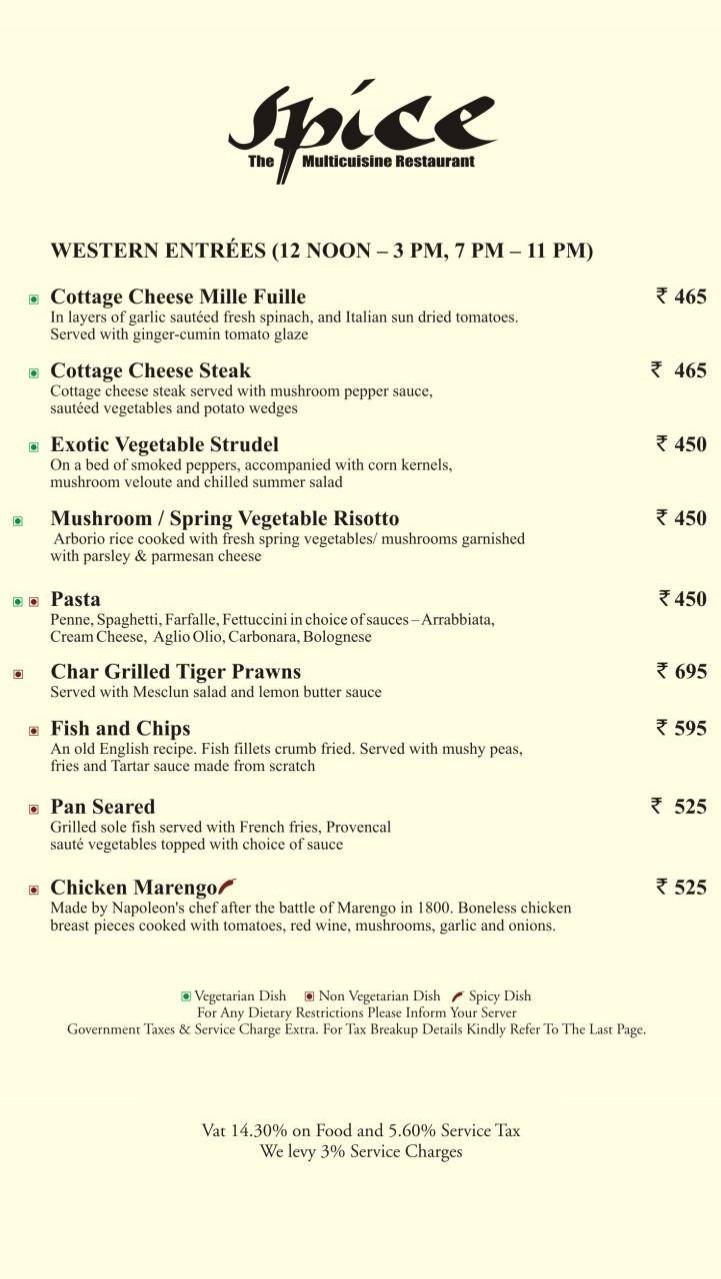 Spice
The Multicuisine Restaurant
WESTERN ENTRÉES (12 NOON – 3 PM, 7 PM – 11 PM)
Cottage Cheese Mille Fuille ₹ 465
In layers of garlic sautéed fresh spinach, and Italian sun dried tomatoes.
Served with ginger-cumin tomato glaze
Cottage Cheese Steak ₹ 465
Cottage cheese steak served with mushroom pepper sauce,
sautéed vegetables and potato wedges
Exotic Vegetable Strudel ₹ 450
On a bed of smoked peppers, accompanied with corn kernels,
mushroom veloute and chilled summer salad
Mushroom / Spring Vegetable Risotto ₹ 450
Arborio rice cooked with fresh spring vegetables/ mushrooms garnished
with parsley & parmesan cheese
Pasta ₹ 450
Penne, Spaghetti, Farfalle, Fettuccini in choice of sauces – Arrabbiata,
Cream Cheese, Aglio Olio, Carbonara, Bolognese
Char Grilled Tiger Prawns ₹ 695
Served with Mesclun salad and lemon butter sauce
Fish and Chips ₹ 595
An old English recipe. Fish fillets crumb fried. Served with mushy peas,
fries and Tartar sauce made from scratch
Pan Seared ₹ 525
Grilled sole fish served with French fries, Provencal
sauté vegetables topped with choice of sauce
Chicken Marengo ₹ 525
Made by Napoleon's chef after the battle of Marengo in 1800. Boneless chicken
breast pieces cooked with tomatoes, red wine, mushrooms, garlic and onions.
Vegetarian Dish Non Vegetarian Dish Spicy Dish
For Any Dietary Restrictions Please Inform Your Server
Government Taxes & Service Charge Extra. For Tax Breakup Details Kindly Refer To The Last Page.
Vat 14.30% on Food and 5.60% Service Tax
We levy 3% Service Charges